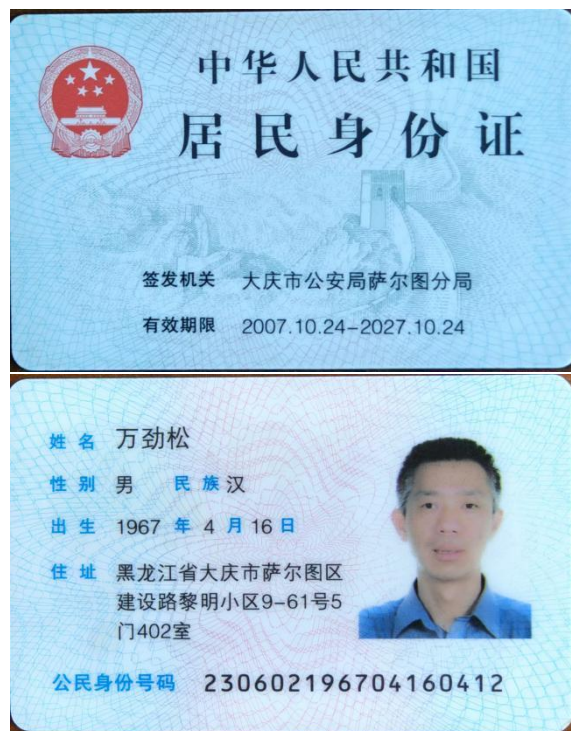 中华人民共和国
居民身份证
签发机关 大庆市公安局萨尔图分局
有效期限 2007.10.24-2027.10.24
姓名 万劲松
性别 男 民族 汉
出生 1967 年 4 月 16 日
住址 黑龙江省大庆市萨尔图区
建设路黎明小区9-61号5
门402室
公民身份号码 230602196704160412